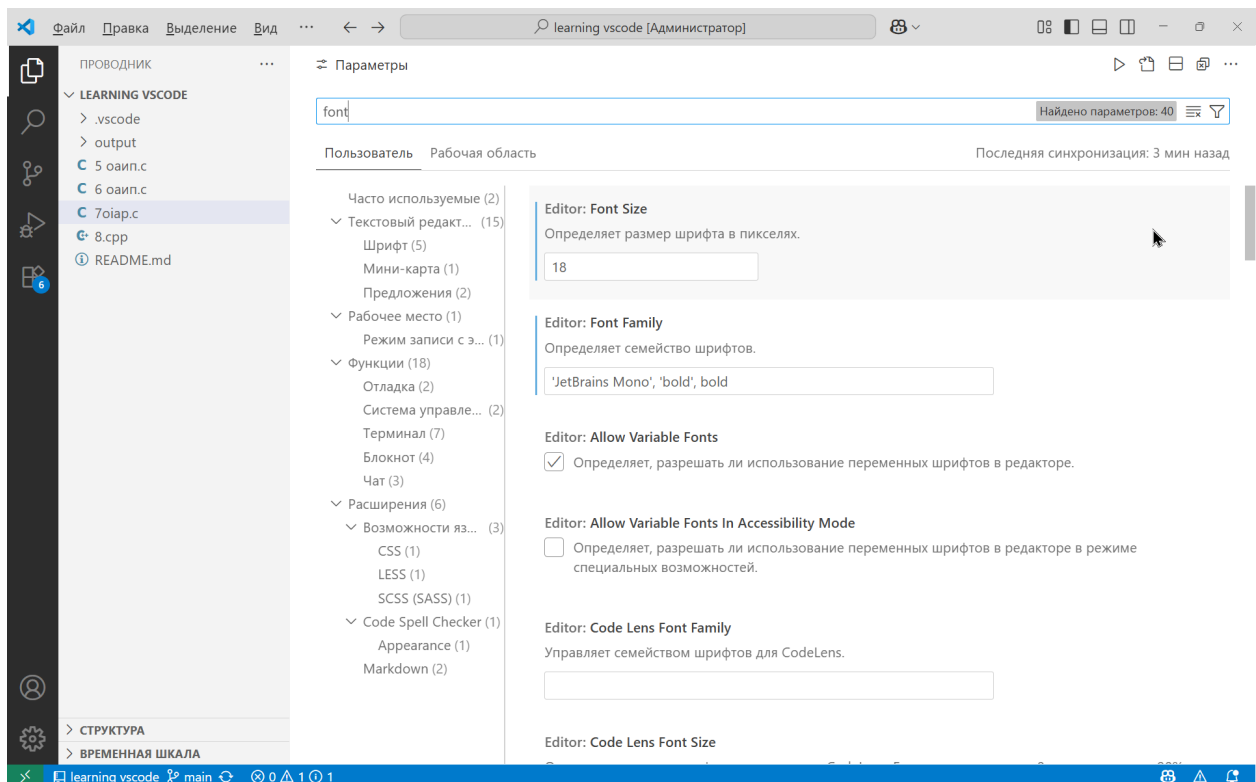 Файл Правка Выделение Вид ··· learning vscode [Администратор]
ПРОВОДНИК ···
Параметры
LEARNING VSCODE
.vscode
output
C 5 оаип.c
C 6 оаип.c
C 7oiap.c
8.cpp
README.md
6
СТРУКТУРА
ВРЕМЕННАЯ ШКАЛА
font
Найдено параметров: 40
Пользователь Рабочая область
Последняя синхронизация: 3 мин назад
Часто используемые (2)
Текстовый редакт... (15)
Шрифт (5)
Мини-карта (1)
Предложения (2)
Рабочее место (1)
Режим записи с э... (1)
Функции (18)
Отладка (2)
Система управле... (2)
Терминал (7)
Блокнот (4)
Чат (3)
Расширения (6)
Возможности яз... (3)
CSS (1)
LESS (1)
SCSS (SASS) (1)
Code Spell Checker (1)
Appearance (1)
Markdown (2)
Editor: Font Size
Определяет размер шрифта в пикселях.
18
Editor: Font Family
Определяет семейство шрифтов.
'JetBrains Mono', 'bold', bold
Editor: Allow Variable Fonts
Определяет, разрешать ли использование переменных шрифтов в редакторе.
Editor: Allow Variable Fonts In Accessibility Mode
Определяет, разрешать ли использование переменных шрифтов в редакторе в режиме
специальных возможностей.
Editor: Code Lens Font Family
Управляет семейством шрифтов для CodeLens.
Editor: Code Lens Font Size
learning vscode main 0 1 1